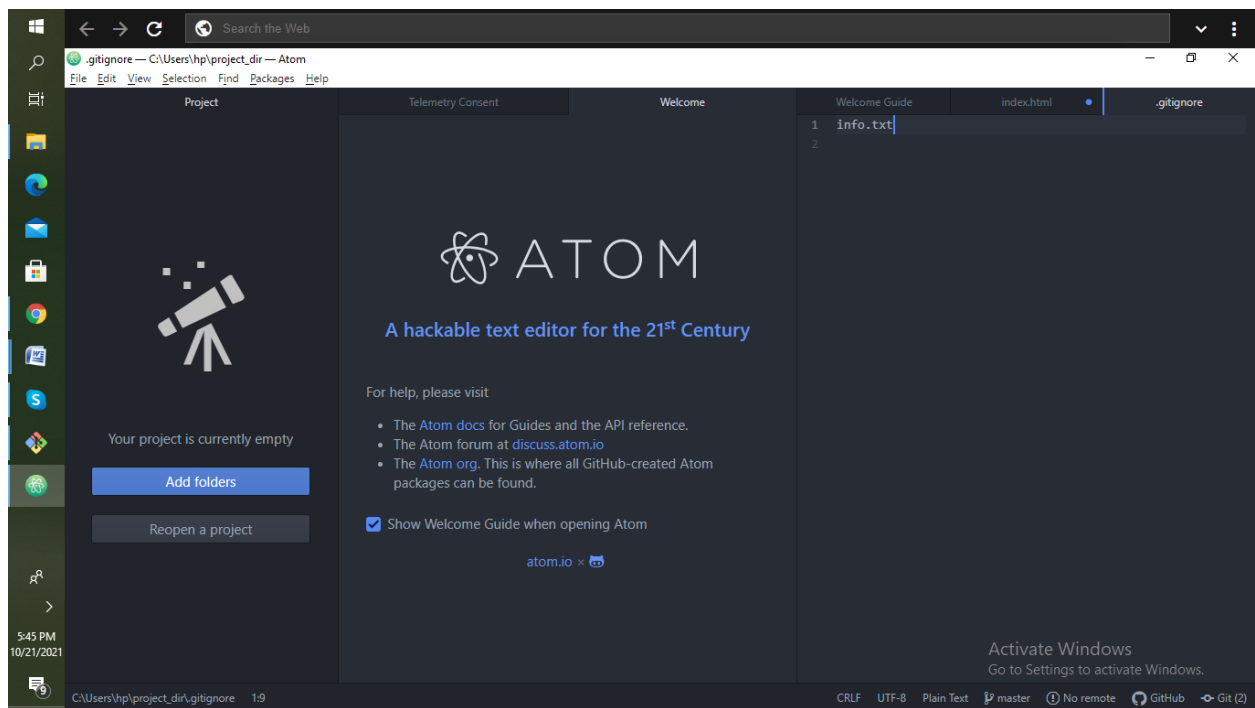 Search the Web
.gitignore — C:\Users\hp\project_dir — Atom
File Edit View Selection Find Packages Help
Project
Telemetry Consent
Welcome
Welcome Guide
index.html
.gitignore
1 info.txt
2
ATOM
A hackable text editor for the 21st Century
For help, please visit
• The Atom docs for Guides and the API reference.
• The Atom forum at discuss.atom.io
• The Atom org. This is where all GitHub-created Atom
packages can be found.
Show Welcome Guide when opening Atom
atom.io ×
Your project is currently empty
Add folders
Reopen a project
Activate Windows
Go to Settings to activate Windows.
5:45 PM
10/21/2021
9
C:\Users\hp\project_dir\.gitignore 1:9
CRLF UTF-8 Plain Text master No remote GitHub Git (2)